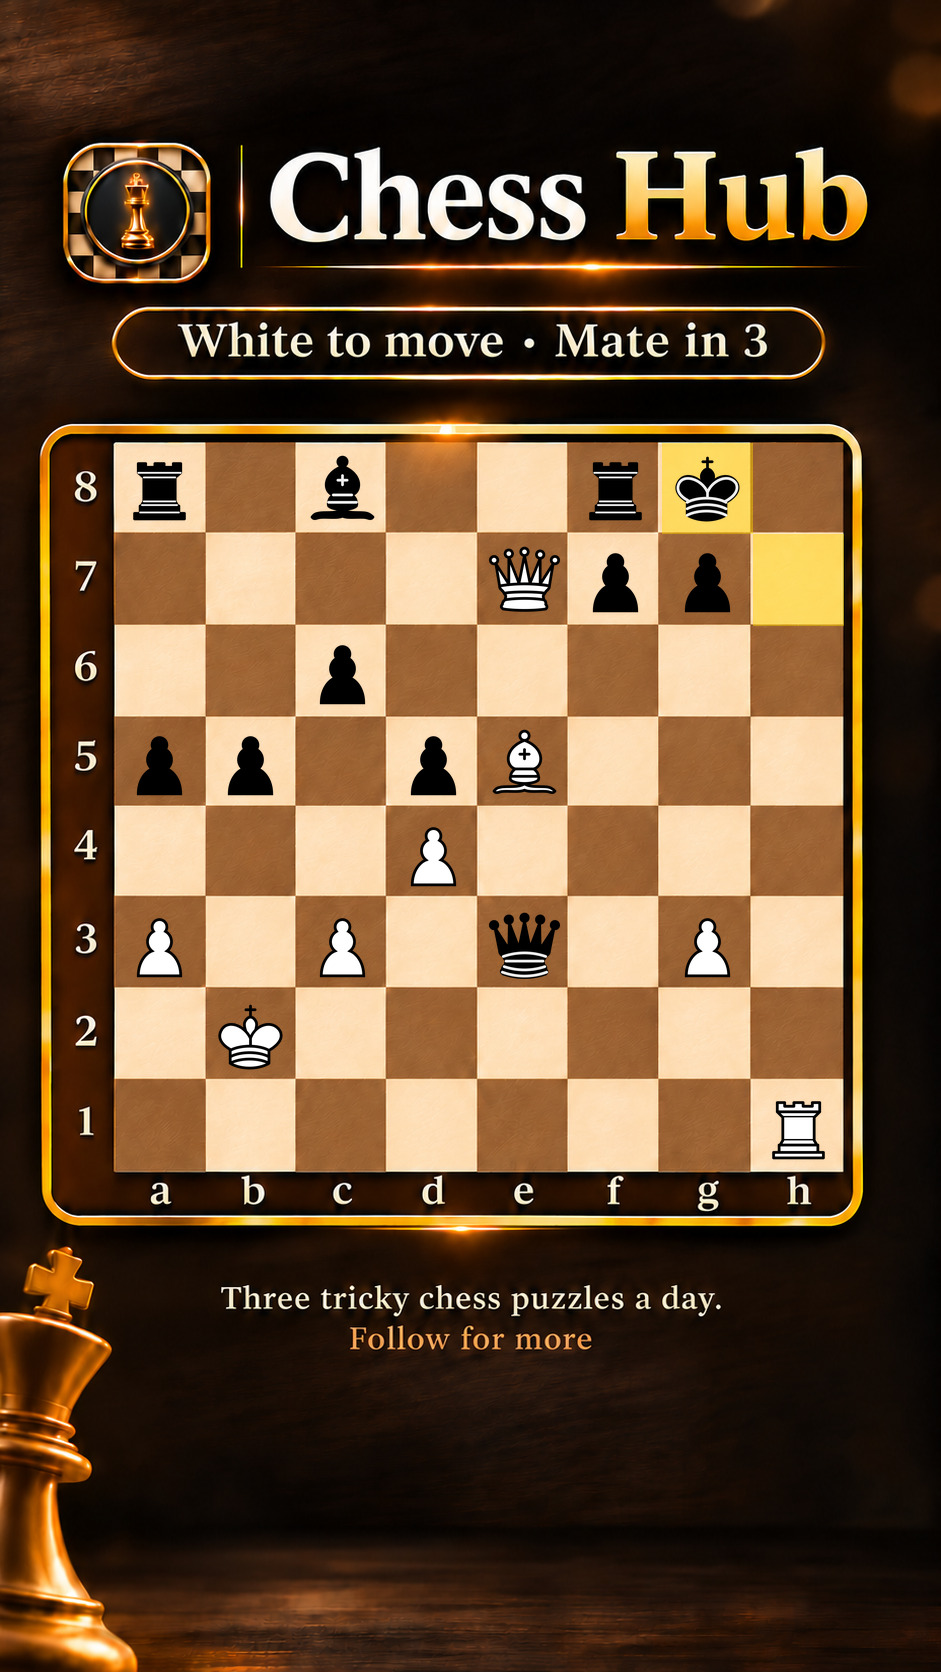 Chess Hub
White to move • Mate in 3
8
7
6
5
4
3
2
1
a b c d e f g h
Three tricky chess puzzles a day.
Follow for more